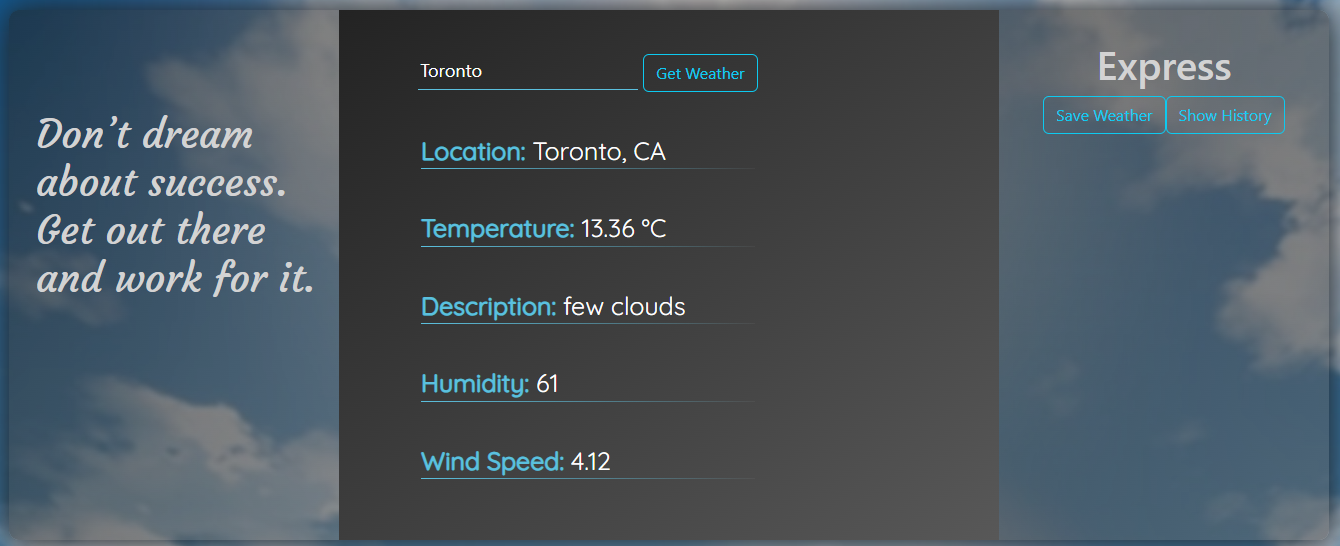 Don't dream
about success.
Get out there
and work for it.
Toronto
Get Weather
Location: Toronto, CA
Temperature: 13.36 °C
Description: few clouds
Humidity: 61
Wind Speed: 4.12
Express
Save Weather Show History